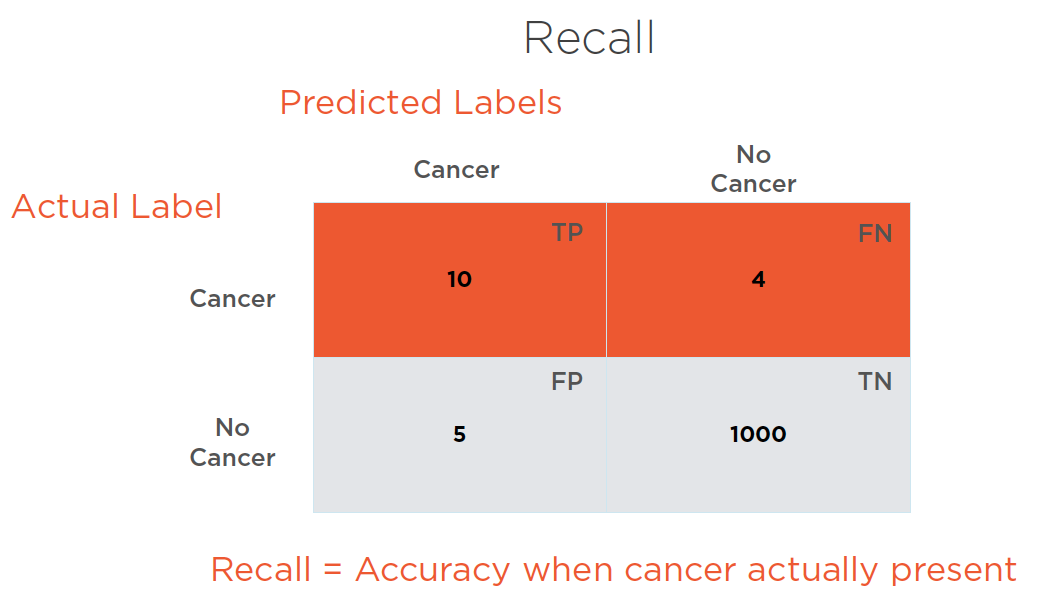 Recall
Predicted Labels
Cancer
No
Cancer
Actual Label
TP
FN
10
4
Cancer
FP
TN
No
Cancer
5
1000
Recall = Accuracy when cancer actually present